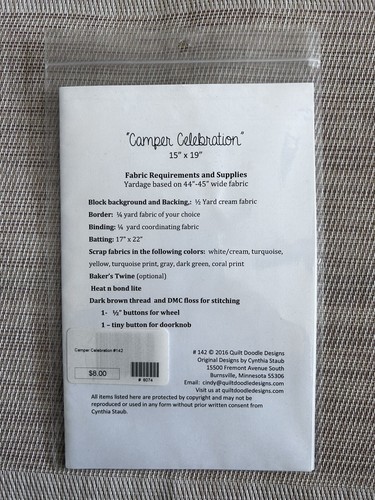 "Camper Celebration"
15" x 19"
Fabric Requirements and Supplies
Yardage based on 44"-45" wide fabric
Block background and Backing,: ½ Yard cream fabric
Border: ¼ yard fabric of your choice
Binding: ¼ yard coordinating fabric
Batting: 17" x 22"
Scrap fabrics in the following colors: white/cream, turquoise,
yellow, turquoise print, gray, dark green, coral print
Baker's Twine (optional)
Heat n bond lite
Dark brown thread and DMC floss for stitching
1- ½" buttons for wheel
1 – tiny button for doorknob
Camper Celebration #142
$8.00
# 8074
# 142 © 2016 Quilt Doodle Designs
Original Designs by Cynthia Staub
15500 Fremont Avenue South
Burnsville, Minnesota 55306
Email: cindy@quiltdoodledesigns.com
Visit us at quiltdoodledesigns.com
All items listed here are protected by copyright and may not be
reproduced or used in any form without prior written consent from
Cynthia Staub.